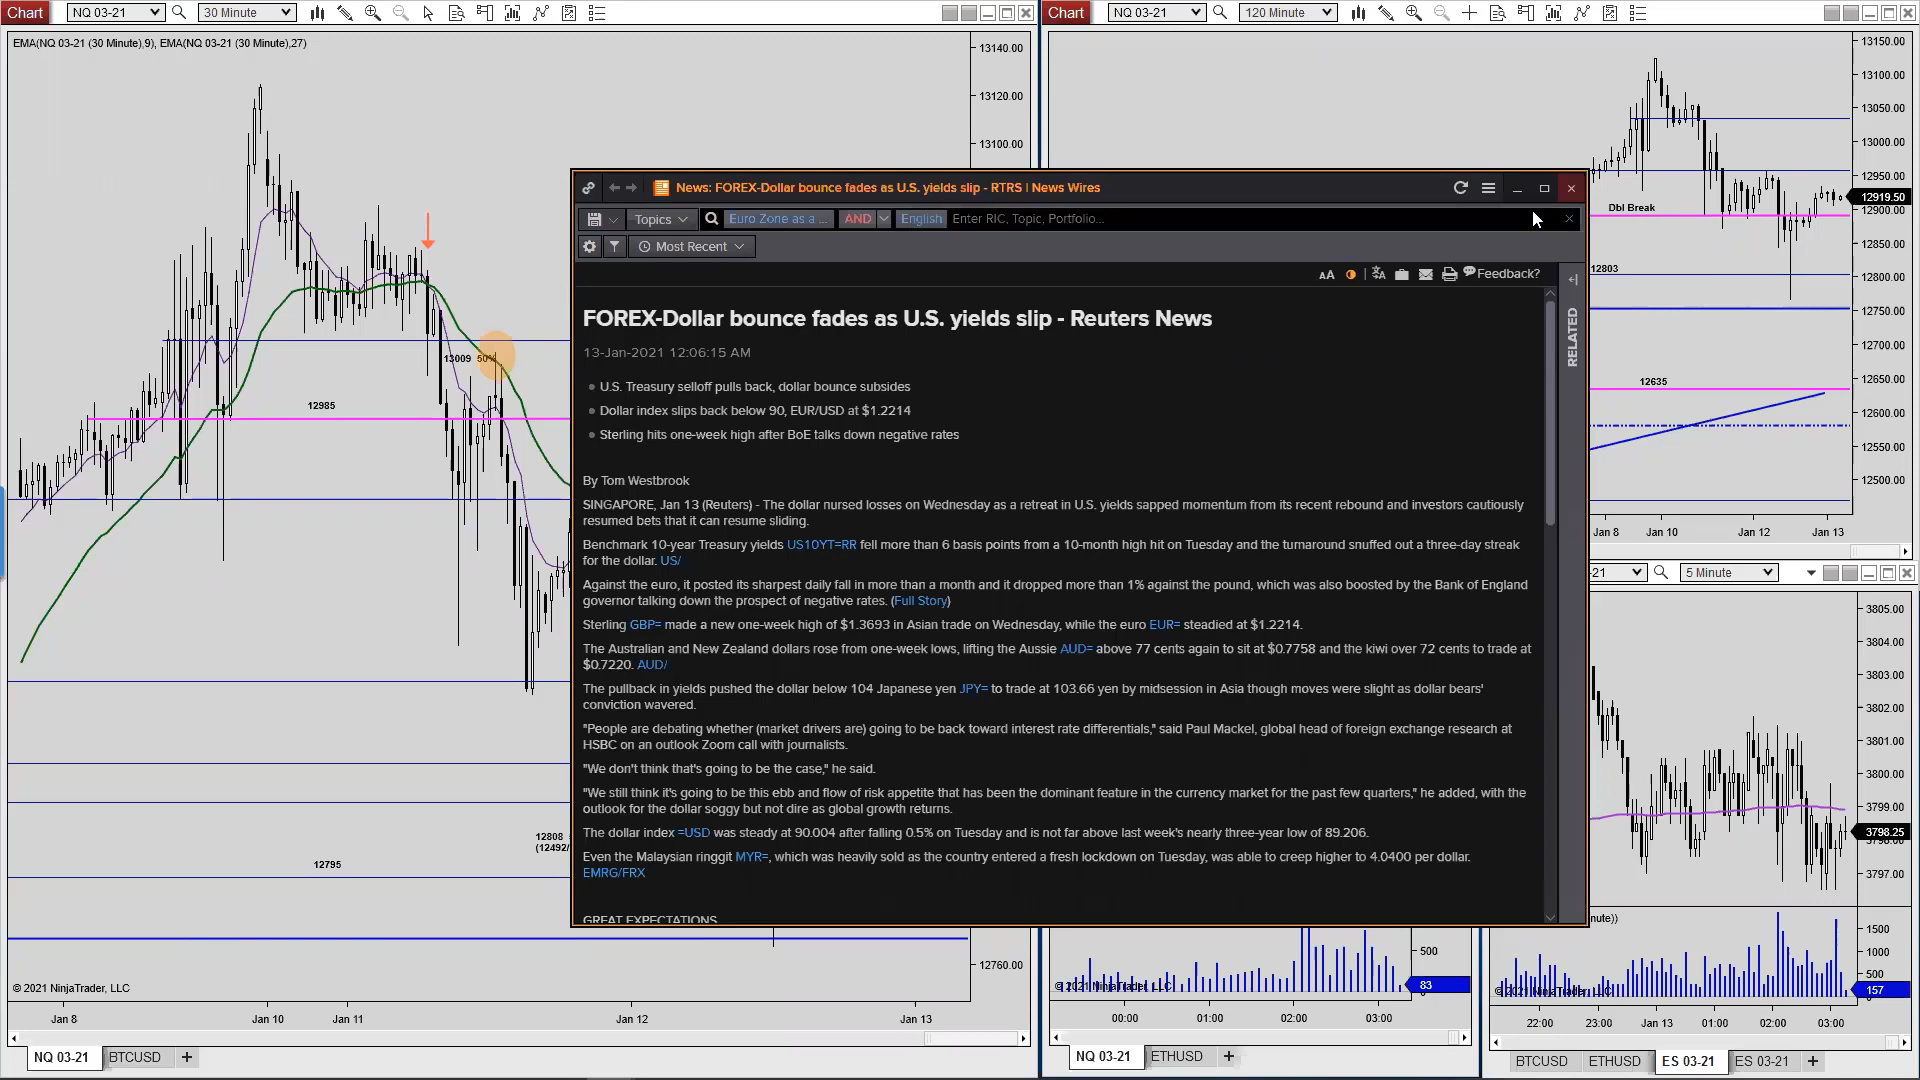 Chart NQ 03-21 30 Minute
EMA(NQ 03-21 (30 Minute),9), EMA(NQ 03-21 (30 Minute),27)
13140.00
13120.00
13100.00
13009 50%
12985
12808
(12492/
12795
12760.00
© 2021 NinjaTrader, LLC
Jan 8 Jan 10 Jan 11 Jan 12 Jan 13
NQ 03-21 BTCUSD +
Chart NQ 03-21 120 Minute
13150.00
13100.00
13050.00
13000.00
12950.00
12919.50
Dbl Break
12900.00
12850.00
12803
12800.00
12750.00
12700.00
12650.00
12635
12600.00
12550.00
12500.00
Jan 8 Jan 10 Jan 12 Jan 13
News: FOREX-Dollar bounce fades as U.S. yields slip - RTRS | News Wires
Topics Euro Zone as a ... AND English Enter RIC, Topic, Portfolio...
Most Recent
AA Feedback?
RELATED
FOREX-Dollar bounce fades as U.S. yields slip - Reuters News
13-Jan-2021 12:06:15 AM
U.S. Treasury selloff pulls back, dollar bounce subsides
Dollar index slips back below 90, EUR/USD at $1.2214
Sterling hits one-week high after BoE talks down negative rates
By Tom Westbrook
SINGAPORE, Jan 13 (Reuters) - The dollar nursed losses on Wednesday as a retreat in U.S. yields sapped momentum from its recent rebound and investors cautiously
resumed bets that it can resume sliding.
Benchmark 10-year Treasury yields US10YT=RR fell more than 6 basis points from a 10-month high hit on Tuesday and the turnaround snuffed out a three-day streak
for the dollar. US/
Against the euro, it posted its sharpest daily fall in more than a month and it dropped more than 1% against the pound, which was also boosted by the Bank of England
governor talking down the prospect of negative rates. (Full Story)
Sterling GBP= made a new one-week high of $1.3693 in Asian trade on Wednesday, while the euro EUR= steadied at $1.2214.
The Australian and New Zealand dollars rose from one-week lows, lifting the Aussie AUD= above 77 cents again to sit at $0.7758 and the kiwi over 72 cents to trade at
$0.7220. AUD/
The pullback in yields pushed the dollar below 104 Japanese yen JPY= to trade at 103.66 yen by midsession in Asia though moves were slight as dollar bears'
conviction wavered.
"People are debating whether (market drivers are) going to be back toward interest rate differentials," said Paul Mackel, global head of foreign exchange research at
HSBC on an outlook Zoom call with journalists.
"We don't think that's going to be the case," he said.
"We still think it's going to be this ebb and flow of risk appetite that has been the dominant feature in the currency market for the past few quarters," he added, with the
outlook for the dollar soggy but not dire as global growth returns.
The dollar index =USD was steady at 90.004 after falling 0.5% on Tuesday and is not far above last week's nearly three-year low of 89.206.
Even the Malaysian ringgit MYR=, which was heavily sold as the country entered a fresh lockdown on Tuesday, was able to creep higher to 4.0400 per dollar.
EMRG/FRX
GREAT EXPECTATIONS
-21 5 Minute
3805.00
3804.00
3803.00
3802.00
3801.00
3800.00
3799.00
3798.25
3797.00
nute))
1500
1000
500
157
© 2021 NinjaTrader, LLC
22:00 23:00 Jan 13 01:00 02:00 03:00
BTCUSD ETHUSD ES 03-21 ES 03-21 +
500
83
© 2021 NinjaTrader, LLC
00:00 01:00 02:00 03:00
NQ 03-21 ETHUSD +